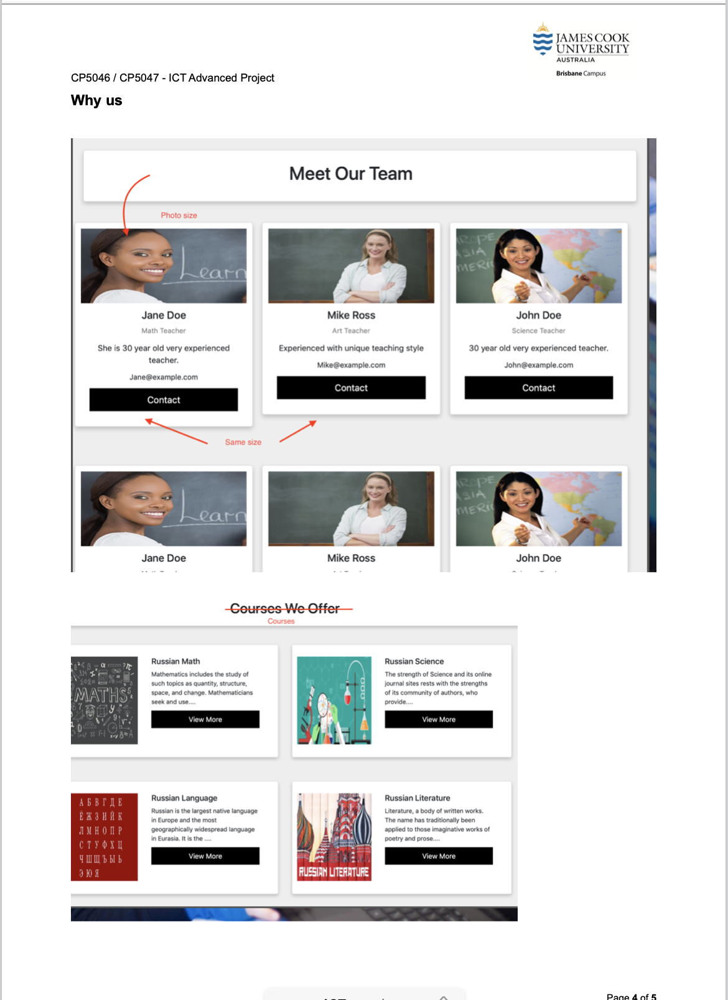 JAMES COOK
UNIVERSITY
AUSTRALIA
Brisbane Campus
CP5046 / CP5047 - ICT Advanced Project
Why us
Meet Our Team
Photo size
Learn
ROPE
ASIA
MERI
Jane Doe
Math Teacher
She is 30 year old very experienced
teacher.
Jane@example.com
Contact
Mike Ross
Art Teacher
Experienced with unique teaching style
Mike@example.com
Contact
John Doe
Science Teacher
30 year old very experienced teacher.
John@example.com
Contact
Same size
Learn
ROPE
ASIA
MERI
Jane Doe
Mike Ross
John Doe
Courses We Offer
Courses
MATHS
Russian Math
Mathematics includes the study of
such topics as quantity, structure,
space, and change. Mathematicians
seek and use....
View More
Russian Science
The strength of Science and its online
journal sites rests with the strengths
of its community of authors, who
provide....
View More
А Б В Г Д Е
Ё Ж З И Й К
Л М Н О П Р
С Т У Ф Х Ц
Ч Ш Щ Ъ Ы Ь
Э Ю Я
Russian Language
Russian is the largest native language
in Europe and the most
geographically widespread language
in Eurasia. It is the ....
View More
RUSSIAN LITERATURE
Russian Literature
Literature, a body of written works.
The name has traditionally been
applied to those imaginative works of
poetry and prose....
View More
Page 4 of 5